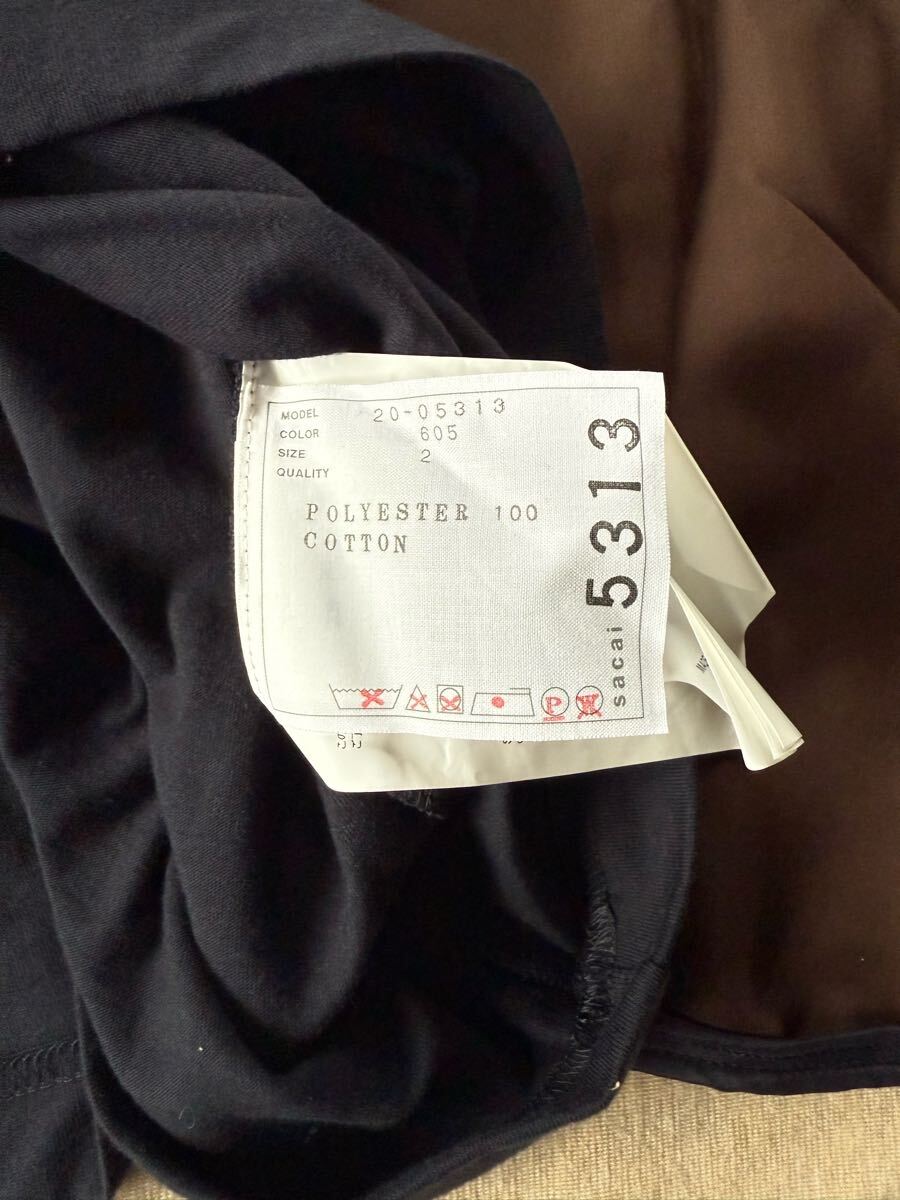 MODEL 20-05313
COLOR 605
SIZE 2
QUALITY
POLYESTER 100
COTTON
sacai 5313
P
W